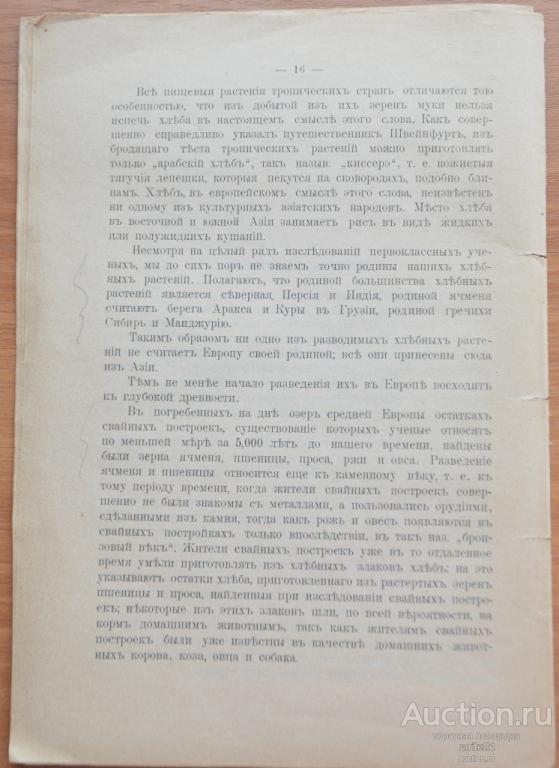 — 16 —
Всѣ пищевыя растенія тропическихъ странъ отличаются тою
особенностью, что изъ добытой изъ ихъ зеренъ муки нельзя
испечь хлѣба въ настоящемъ смыслѣ этого слова. Какъ совер-
шенно справедливо указалъ путешественникъ Швейнфуртъ, изъ
бродящаго тѣста тропическихъ растеній можно приготовлять
только „арабскій хлѣбъ“, такъ назыв. „киссерэ“, т. е. кожистыя
тягучія лепешки, которыя пекутся на сковородахъ, подобно бли-
намъ. Хлѣбъ, въ европейскомъ смыслѣ этого слова, неизвѣстенъ
ни одному изъ культурныхъ азіатскихъ народовъ. Мѣсто хлѣба
въ восточной и южной Азіи занимаетъ рисъ въ видѣ жидкихъ
или полужидкихъ кушаній.
Несмотря на цѣлый рядъ изслѣдованій первоклассныхъ уче-
ныхъ, мы до сихъ поръ не знаемъ точно родины нашихъ хлѣб-
ныхъ растеній. Полагаютъ, что родиной большинства хлѣбныхъ
растеній является сѣверная Персія и Индія, родиной ячменя
считаютъ берега Аракса и Куры въ Грузіи, родиной гречихи
Сибирь и Манджурію.
Такимъ образомъ ни одно изъ разводимыхъ хлѣбныхъ расте-
ній не считаетъ Европу своей родиной; всѣ они принесены сюда
изъ Азіи.
Тѣмъ не менѣе начало разведенія ихъ въ Европѣ восходитъ
къ глубокой древности.
Въ погребенныхъ на днѣ озеръ средней Европы остаткахъ
свайныхъ построекъ, существованіе которыхъ ученые относятъ
по меньшей мѣрѣ за 5,000 лѣтъ до нашего времени, найдены
были зерна ячменя, пшеницы, проса, ржи и овса. Разведеніе
ячменя и пшеницы относится еще къ каменному вѣку, т. е. къ
тому періоду времени, когда жители свайныхъ построекъ совер-
шенно не были знакомы съ металлами, а пользовались орудіями,
сдѣланными изъ камня, тогда какъ рожь и овесъ появляются въ
свайныхъ постройкахъ только впослѣдствіи, въ такъ наз. „брон-
зовый вѣкъ“. Жители свайныхъ построекъ уже въ то отдаленное
время умѣли приготовлять изъ хлѣбныхъ злаковъ хлѣбъ: на это
указываютъ остатки хлѣба, приготовленнаго изъ растертыхъ зеренъ
пшеницы и проса, найденныя при изслѣдованіи свайныхъ постро-
екъ; нѣкоторые изъ этихъ злаковъ шли, по всей вѣроятности, на
кормъ домашнимъ животнымъ, такъ какъ жителямъ свайныхъ
построекъ были уже извѣстны въ качествѣ домашнихъ живот-
ныхъ корова, коза, овца и собака.
Auction.ru
торговая площадка
raritet51
auction.ru